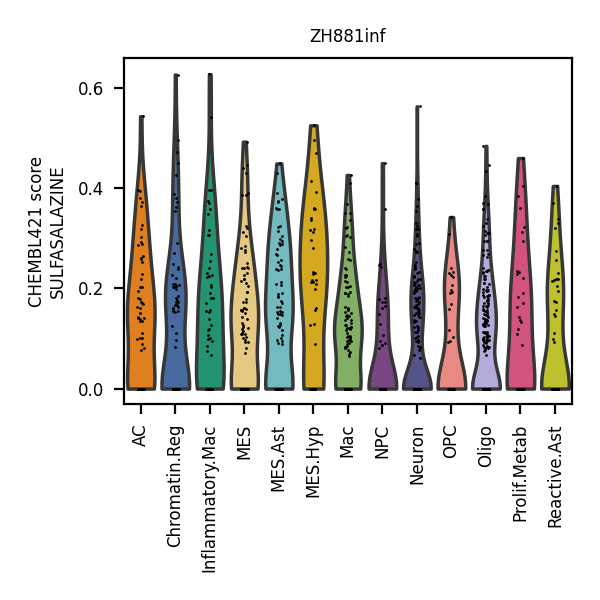 ZH881inf
CHEMBL421 score
SULFASALAZINE
0.6
0.4
0.2
0.0
AC
Chromatin.Reg
Inflammatory.Mac
MES
MES.Ast
MES.Hyp
Mac
NPC
Neuron
OPC
Oligo
Prolif.Metab
Reactive.Ast